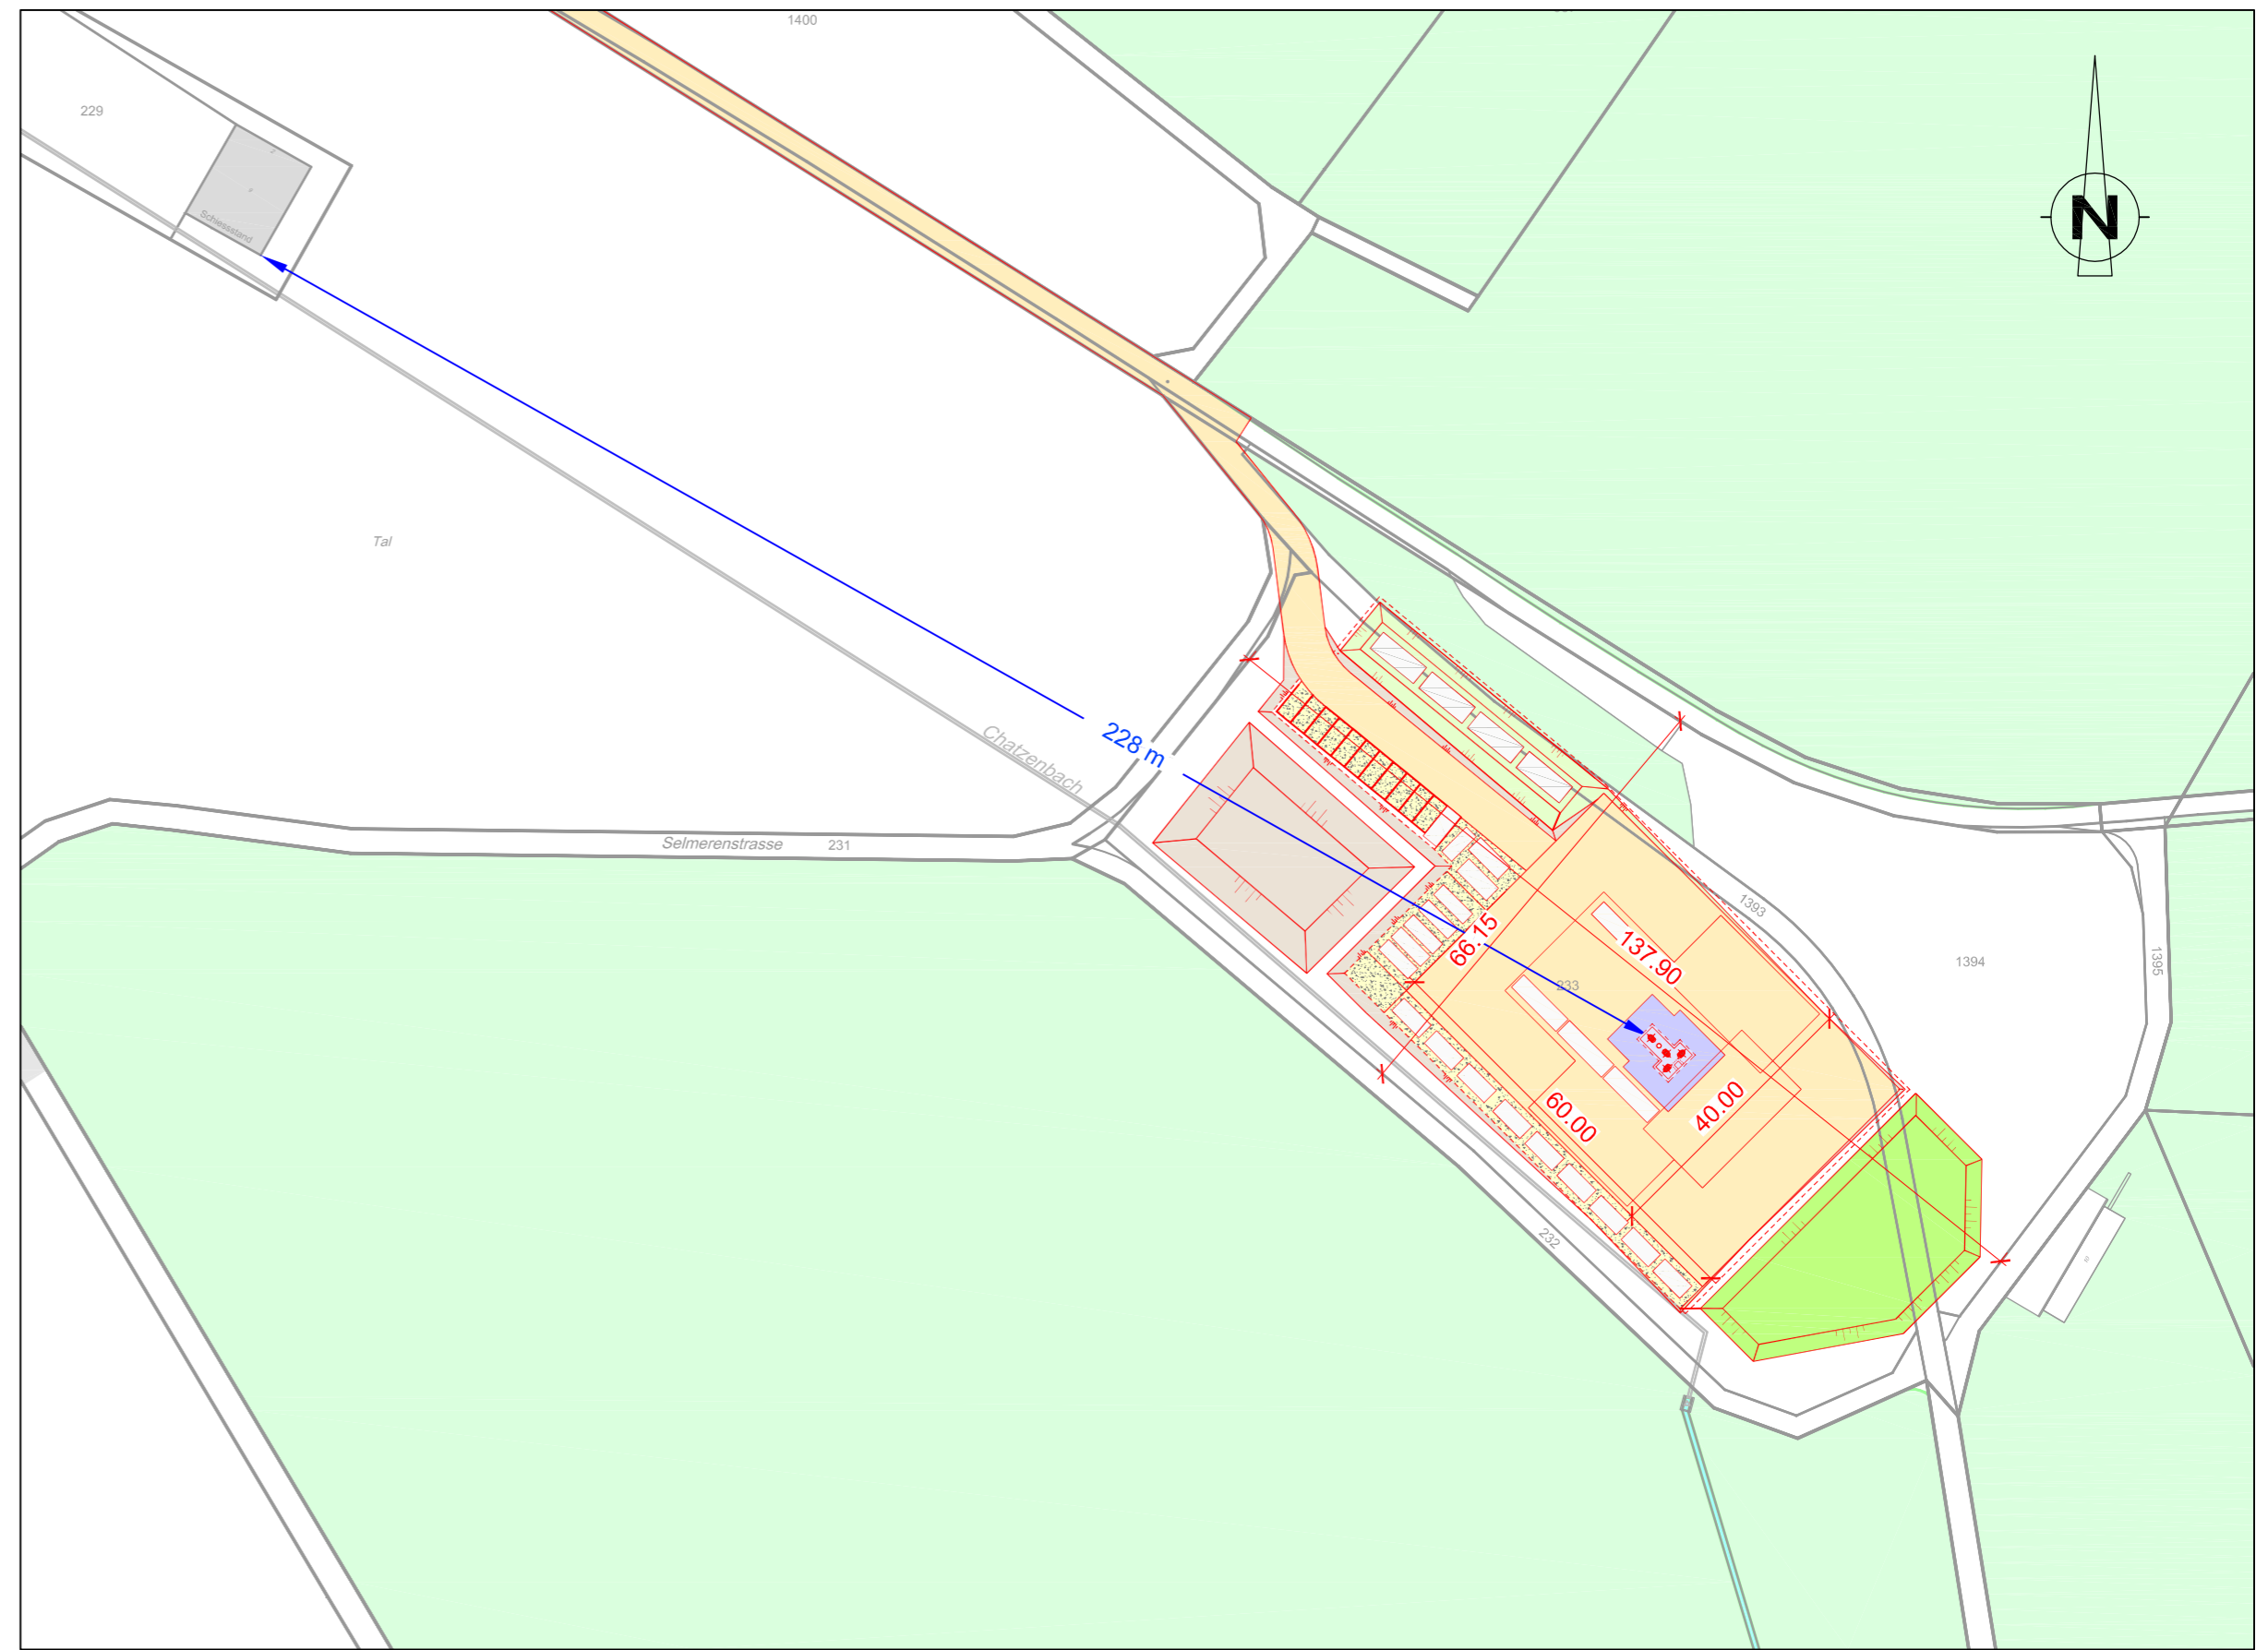 1400
229
N
Schiessstand
Tal
228 m
Chatzenbach
Selmerenstrasse
231
66.15
137.90
233
1393
1394
1395
60.00
40.00
232